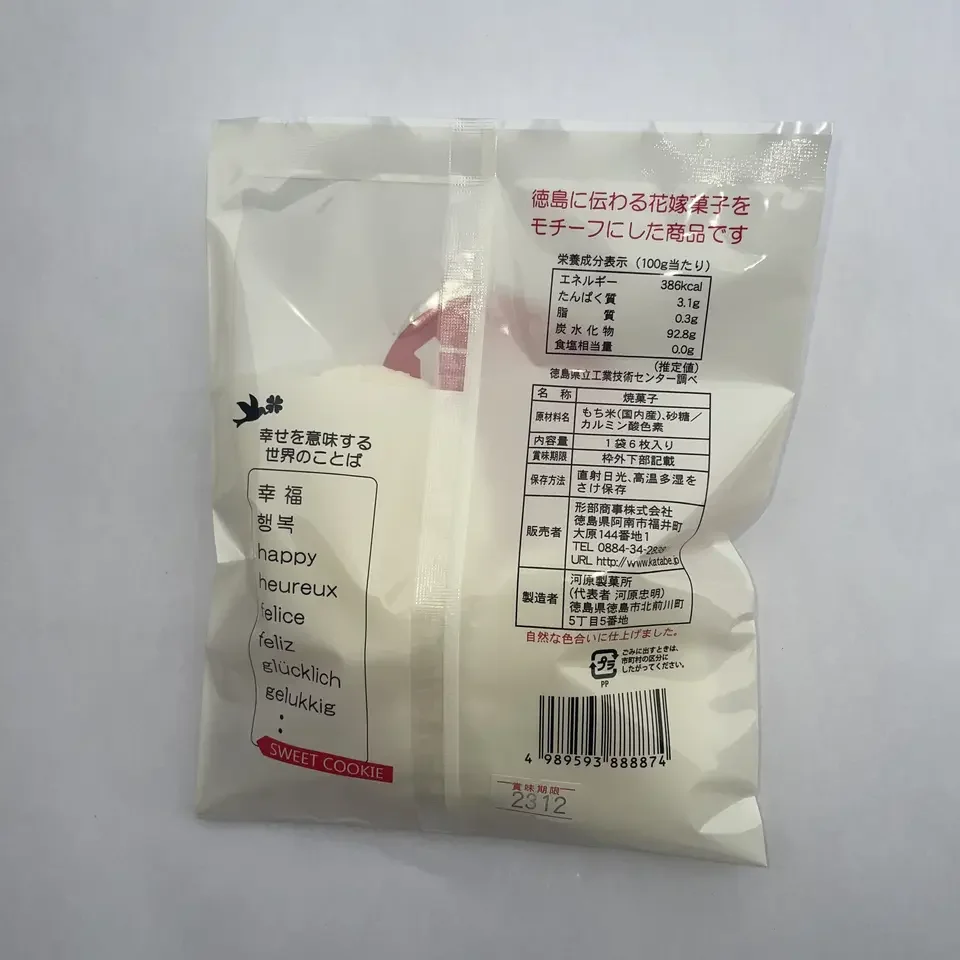 徳島に伝わる花嫁菓子を
モチーフにした商品です
栄養成分表示 (100g当たり)
エネルギー 386kcal
たんぱく質 3.1g
脂質 0.3g
炭水化物 92.8g
食塩相当量 0.0g
(推定値)
徳島県立工業技術センター調べ
名称 焼菓子
原材料名 もち米(国内産)、砂糖／
カルミン酸色素
内容量 1袋6枚入り
賞味期限 枠外下部記載
保存方法 直射日光、高温多湿を
さけ保存
販売者 形部商事株式会社
徳島県阿南市福井町
大原144番地1
TEL 0884-34-
URL http://www.katabe.jp
製造者 河原製菓所
(代表者 河原忠明)
徳島県徳島市北前川町
5丁目5番地
自然な色合いに仕上げました。
プラ
PP
ごみに出すときは、
市町村の区分に
したがってください。
4 989593 888874
賞味期限
2312
幸せを意味する
世界のことば
幸福
行复
happy
heureux
felice
feliz
glücklich
gelukkig
SWEET COOKIE